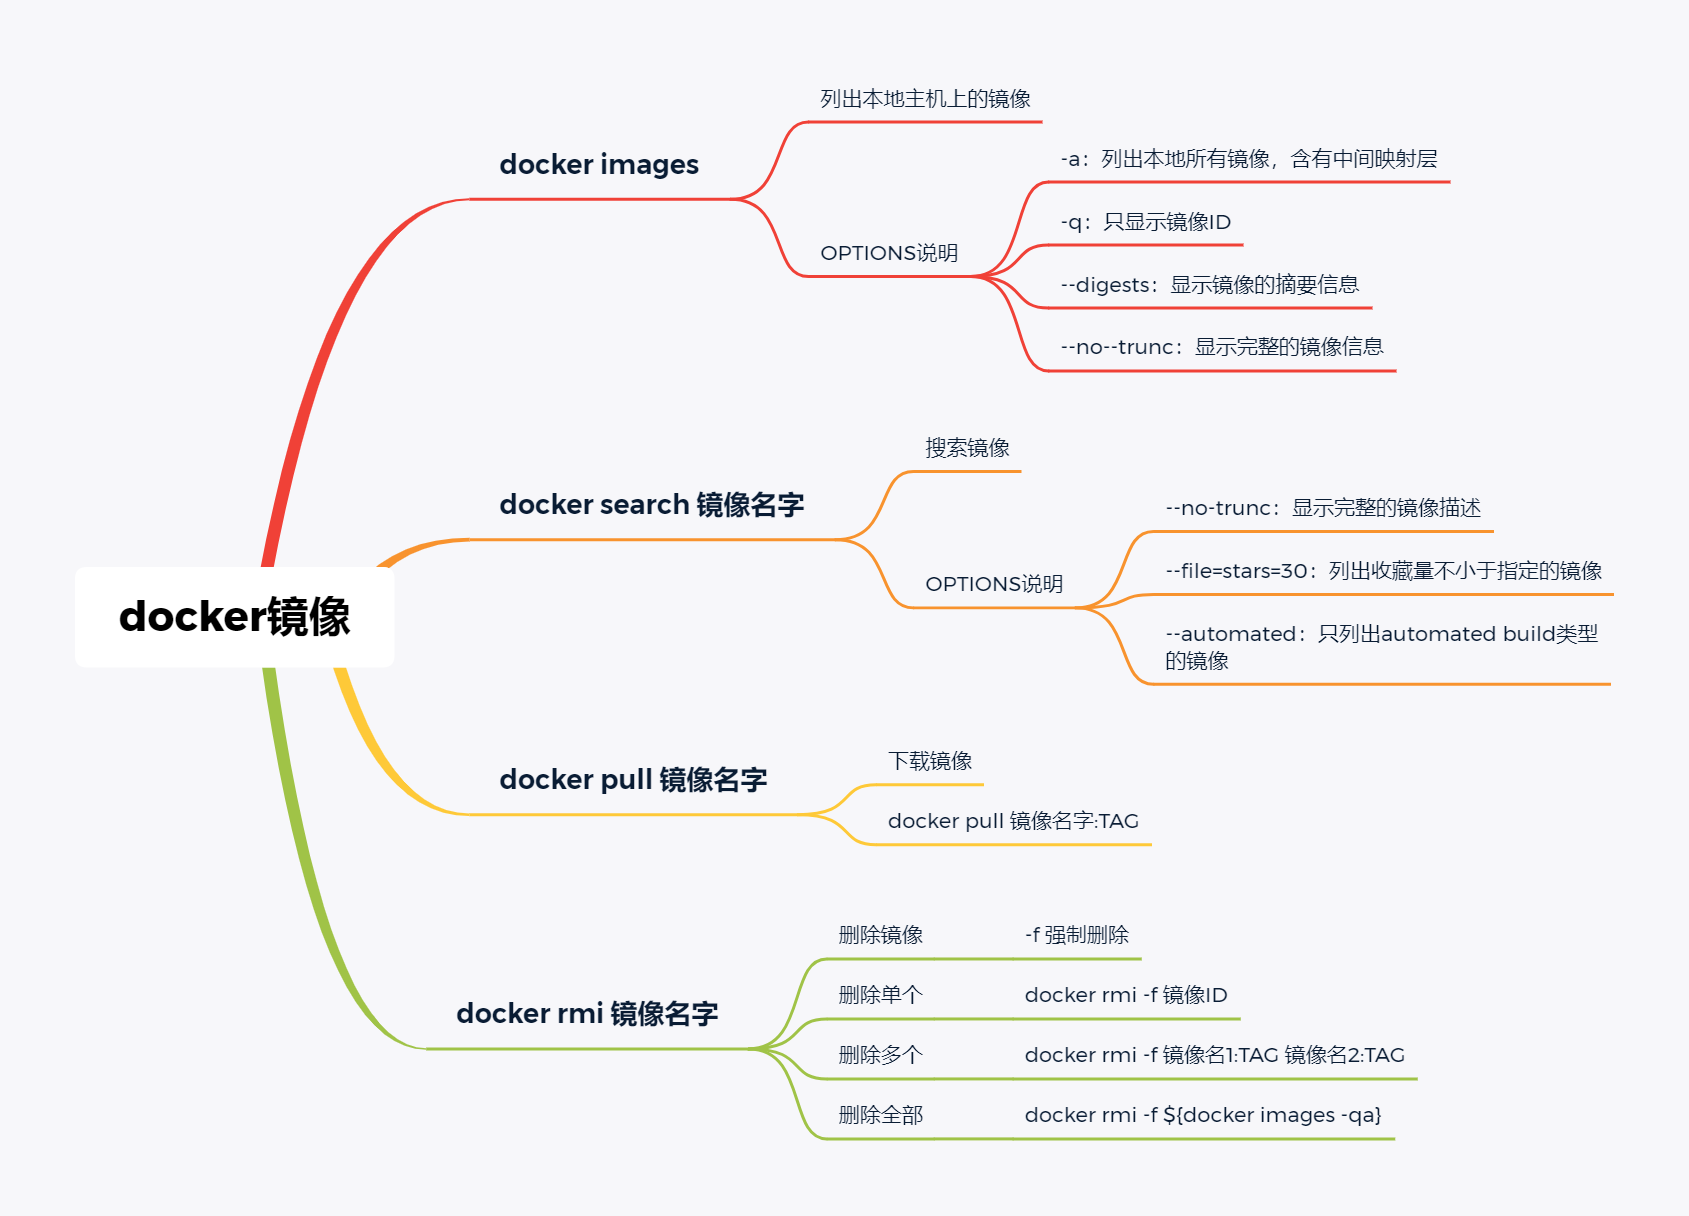 docker镜像
docker images
列出本地主机上的镜像
OPTIONS说明
-a：列出本地所有镜像，含有中间映射层
-q：只显示镜像ID
--digests：显示镜像的摘要信息
--no--trunc：显示完整的镜像信息
docker search 镜像名字
搜索镜像
OPTIONS说明
--no-trunc：显示完整的镜像描述
--file=stars=30：列出收藏量不小于指定的镜像
--automated：只列出automated build类型
的镜像
docker pull 镜像名字
下载镜像
docker pull 镜像名字:TAG
docker rmi 镜像名字
删除镜像
-f 强制删除
删除单个
docker rmi -f 镜像ID
删除多个
docker rmi -f 镜像名1:TAG 镜像名2:TAG
删除全部
docker rmi -f ${docker images -qa}